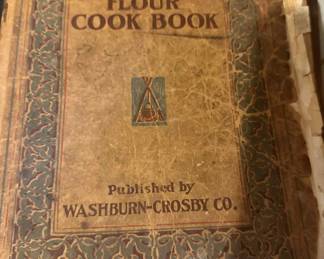 FLOUR
COOK BOOK
Published by
WASHBURN-CROSBY CO.